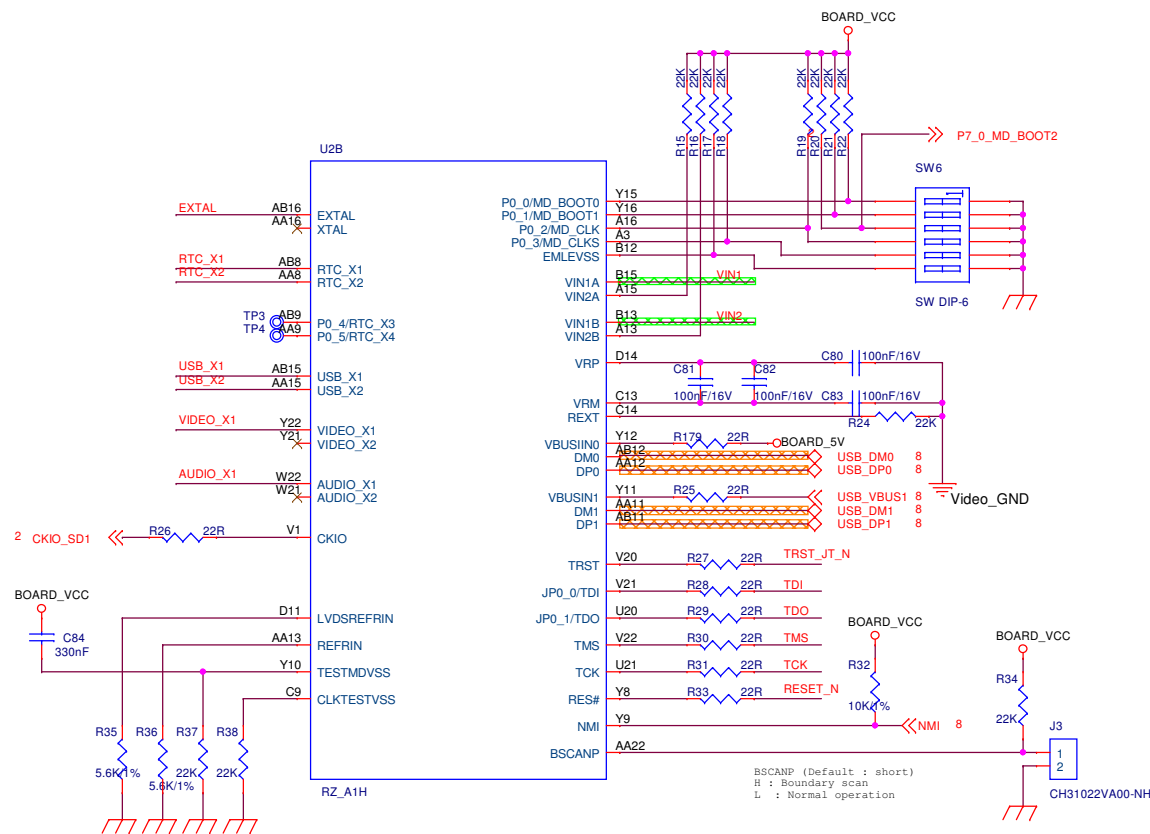 BOARD_VCC
22K 22K 22K 22K 22K 22K 22K 22K
R15 R16 R17 R18 R19 R20 R21 R22
P7_0_MD_BOOT2
U2B
SW6
SW DIP-6
EXTAL AB16 EXTAL
AA16 XTAL
RTC_X1 AB8 RTC_X1
RTC_X2 AA8 RTC_X2
TP3 AB9 P0_4/RTC_X3
TP4 AA9 P0_5/RTC_X4
USB_X1 AB15 USB_X1
USB_X2 AA15 USB_X2
VIDEO_X1 Y22 VIDEO_X1
Y21 VIDEO_X2
AUDIO_X1 W22 AUDIO_X1
W21 AUDIO_X2
2 CKIO_SD1 R26 22R V1 CKIO
BOARD_VCC
C84
330nF
D11 LVDSREFRIN
AA13 REFRIN
Y10 TESTMDVSS
C9 CLKTESTVSS
R35 R36 R37 R38
5.6K/1% 5.6K/1% 22K 22K
RZ_A1H
P0_0/MD_BOOT0 Y15
P0_1/MD_BOOT1 Y16
P0_2/MD_CLK A16
P0_3/MD_CLKS A3
EMLEVSS B12
VIN1A B15 VIN1
VIN2A A15
VIN1B B13 VIN2
VIN2B A13
VRP D14 C80 100nF/16V
C81 100nF/16V
C82 100nF/16V
VRM C13 C83 100nF/16V
REXT C14 R24 22K
Video_GND
VBUSIIN0 Y12 R179 22R BOARD_5V
DM0 AB12 USB_DM0 8
DP0 AA12 USB_DP0 8
VBUSIN1 Y11 R25 22R USB_VBUS1 8
DM1 AA11 USB_DM1 8
DP1 AB11 USB_DP1 8
TRST V20 R27 22R TRST_JT_N
JP0_0/TDI V21 R28 22R TDI
JP0_1/TDO U20 R29 22R TDO
TMS V22 R30 22R TMS
TCK U21 R31 22R TCK
RES# Y8 R33 22R RESET_N
NMI Y9 NMI 8
BSCANP AA22
BOARD_VCC
R32
10K/1%
BOARD_VCC
R34
22K
J3
1
2
CH31022VA00-NH
BSCANP (Default : short)
H : Boundary scan
L : Normal operation